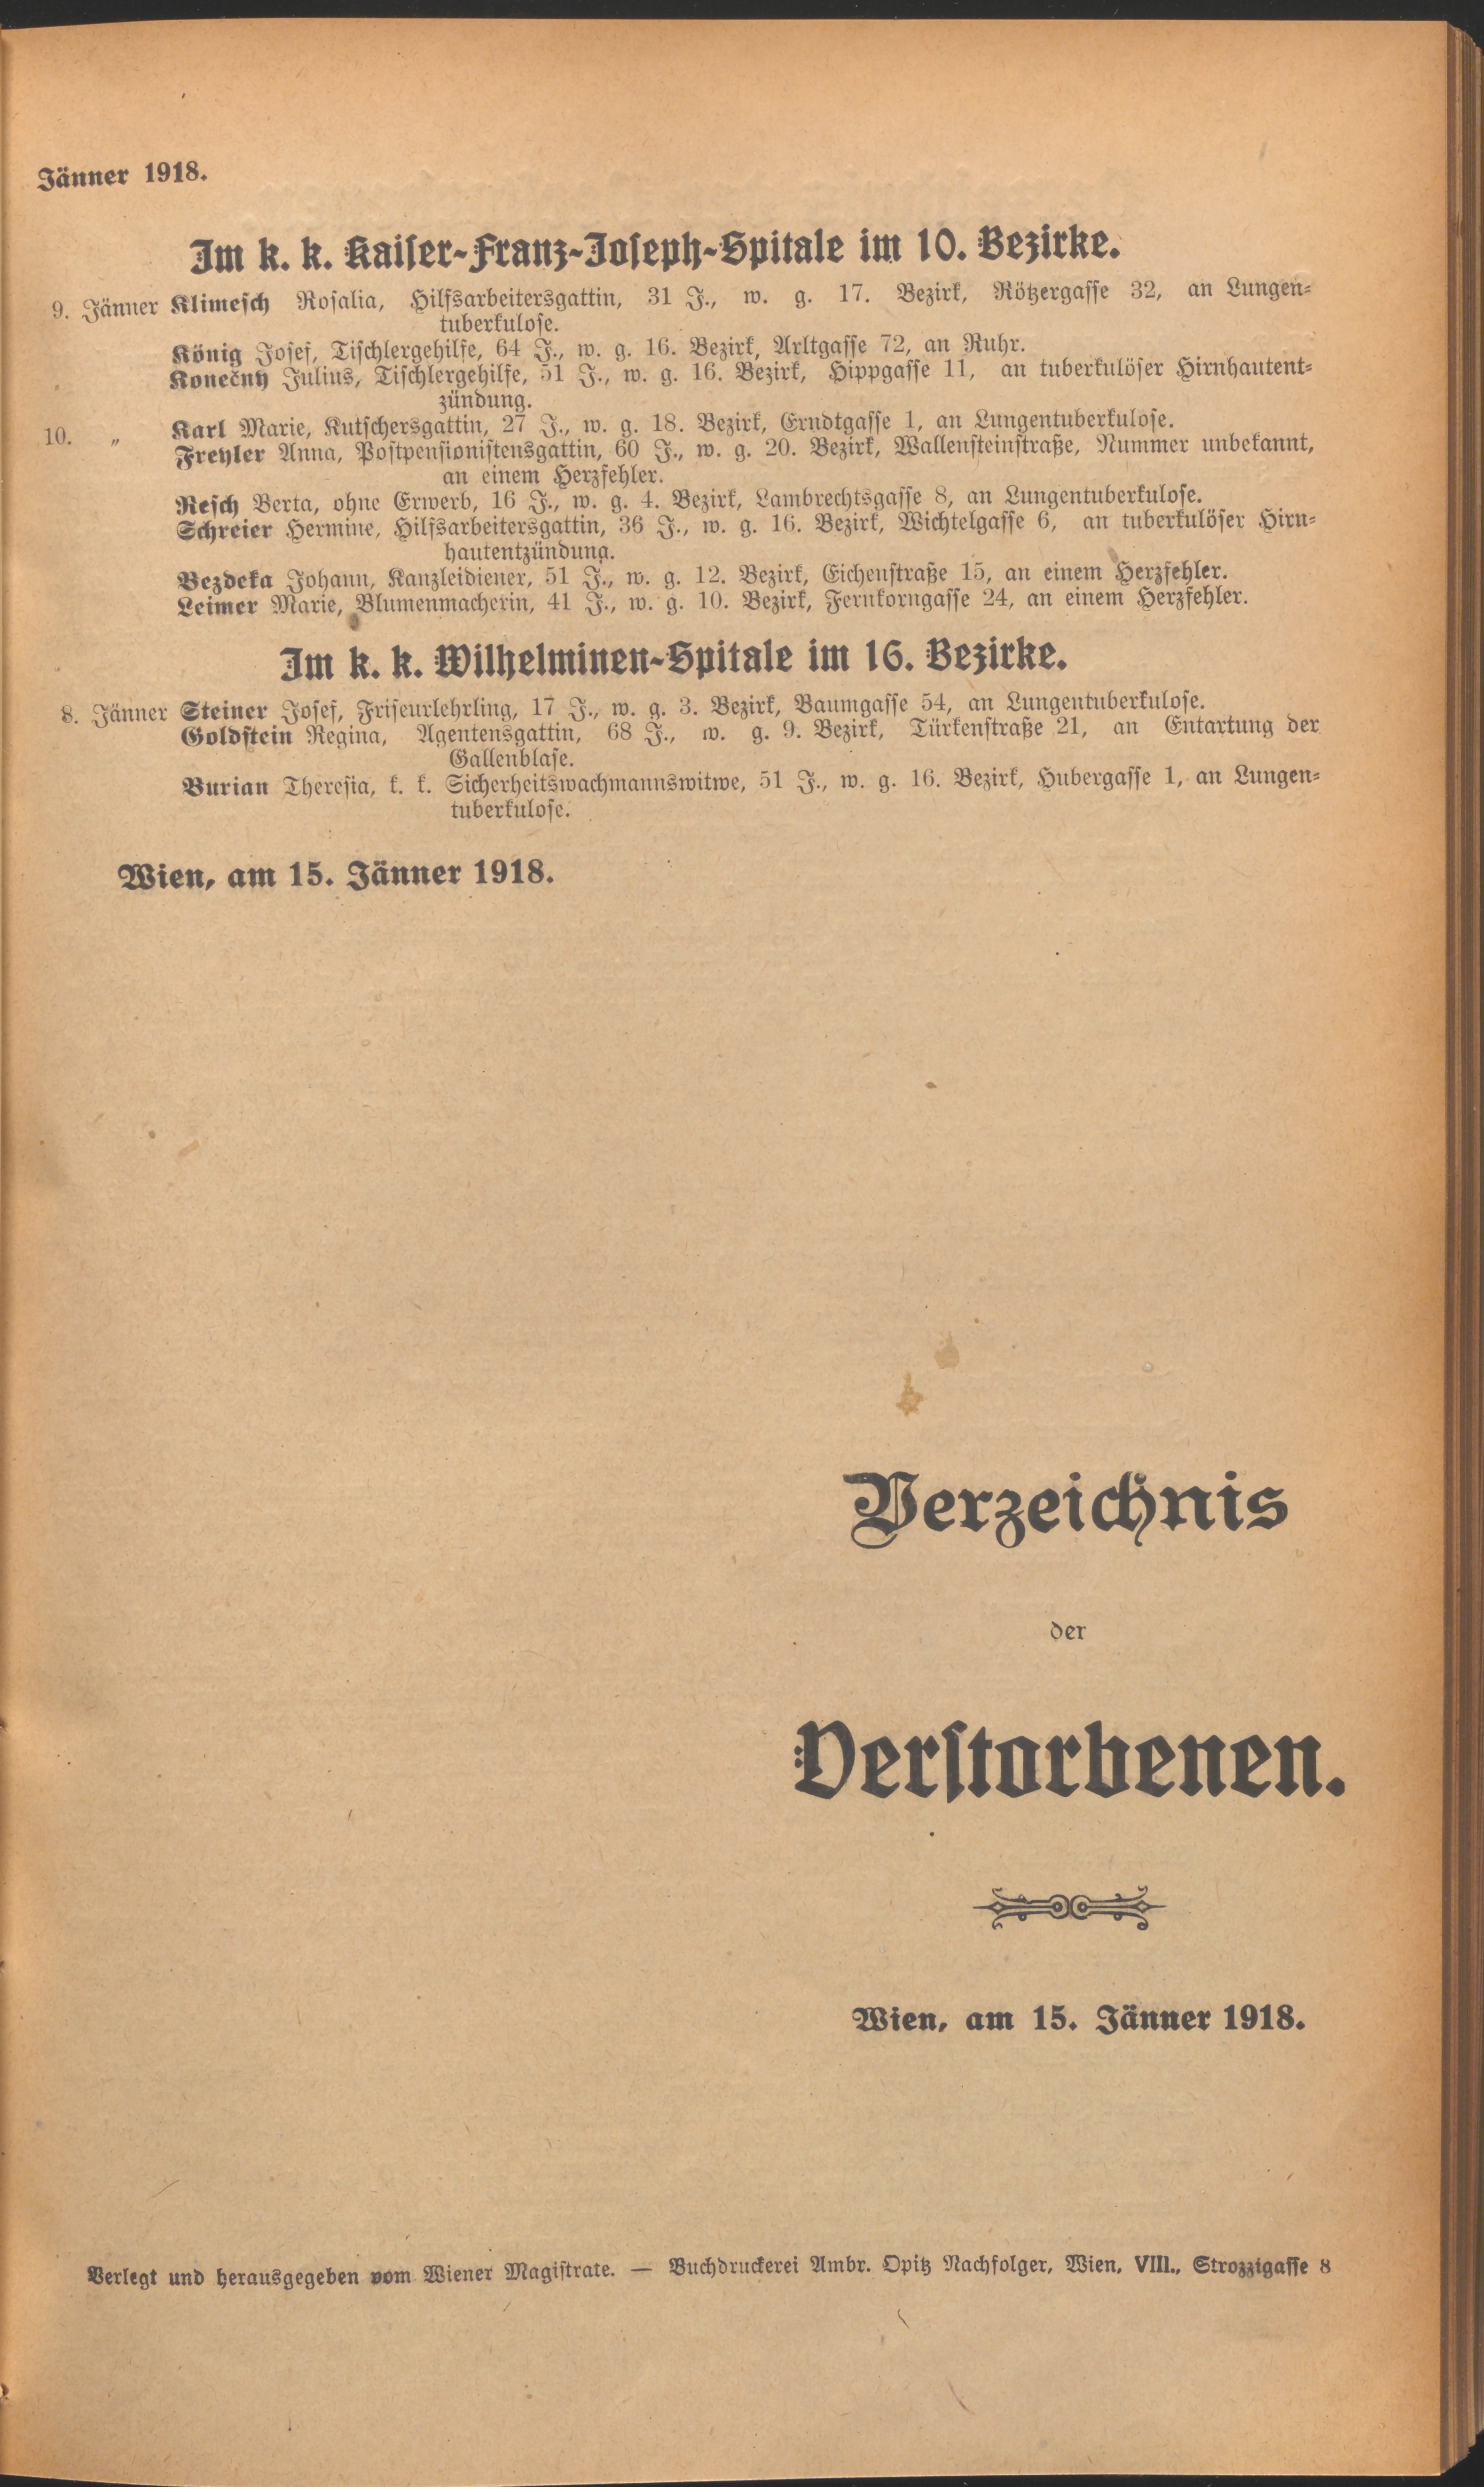 Jänner 1918.
Im k. k. Kaiser-Franz-Joseph-Spitale im 10. Bezirke.
9. Jänner Klimesch Rosalia, Hilfsarbeitersgattin, 31 J., w. g. 17. Bezirk, Rötzergasse 32, an Lungen-
tuberkulose.
König Josef, Tischlergehilfe, 64 J., w. g. 16. Bezirk, Arltgasse 72, an Ruhr.
Konečny Julius, Tischlergehilfe, 51 J., w. g. 16. Bezirk, Hippgasse 11, an tuberkulöser Hirnhautent-
zündung.
10. „ Karl Marie, Kutschersgattin, 27 J., w. g. 18. Bezirk, Erndtgasse 1, an Lungentuberkulose.
Freyler Anna, Postpensionistensgattin, 60 J., w. g. 20. Bezirk, Wallensteinstraße, Nummer unbekannt,
an einem Herzfehler.
Resch Berta, ohne Erwerb, 16 J., w. g. 4. Bezirk, Lambrechtsgasse 8, an Lungentuberkulose.
Schreier Hermine, Hilfsarbeitersgattin, 36 J., w. g. 16. Bezirk, Wichtelgasse 6, an tuberkulöser Hirn-
hautentzündung.
Bezdeka Johann, Kanzleidiener, 51 J., w. g. 12. Bezirk, Eichenstraße 15, an einem Herzfehler.
Leimer Marie, Blumenmacherin, 41 J., w. g. 10. Bezirk, Fernkorngasse 24, an einem Herzfehler.
Im k. k. Wilhelminen-Spitale im 16. Bezirke.
8. Jänner Steiner Josef, Friseurlehrling, 17 J., w. g. 3. Bezirk, Baumgasse 54, an Lungentuberkulose.
Goldstein Regina, Agentensgattin, 68 J., w. g. 9. Bezirk, Türkenstraße 21, an Entartung der
Gallenblase.
Burian Theresia, k. k. Sicherheitswachmannswitwe, 51 J., w. g. 16. Bezirk, Hubergasse 1, an Lungen-
tuberkulose.
Wien, am 15. Jänner 1918.
Verzeichnis
der
Verstorbenen.
Wien, am 15. Jänner 1918.
Verlegt und herausgegeben vom Wiener Magistrate. — Buchdruckerei Ambr. Opitz Nachfolger, Wien, VIII., Strozzigasse 8